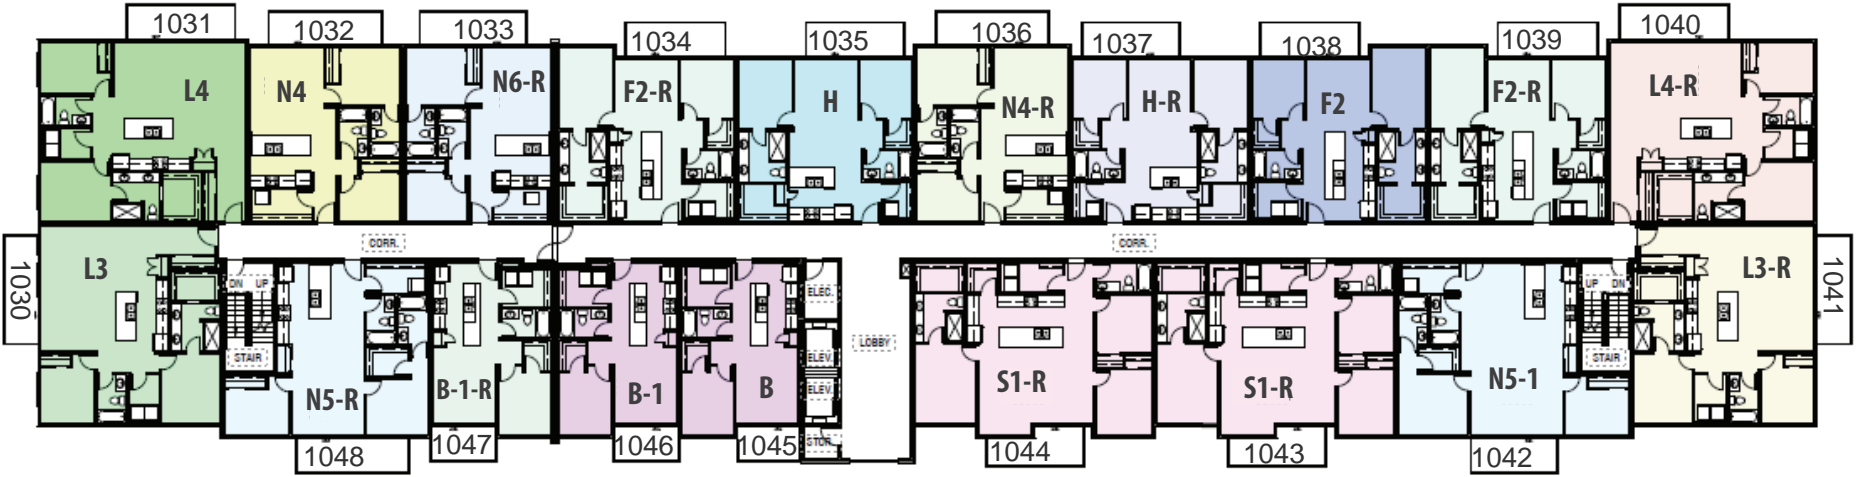 1031
1032
1033
1034
1035
1036
1037
1038
1039
1040
L4
N4
N6-R
F2-R
H
N4-R
H-R
F2
F2-R
L4-R
CORR.
CORR.
1030
L3
DN UP
STAIR
N5-R
B-1-R
B-1
B
ELEC.
ELEV.
ELEV.
STOR.
LOBBY
S1-R
S1-R
N5-1
UP DN
STAIR
L3-R
1041
1048
1047
1046
1045
1044
1043
1042